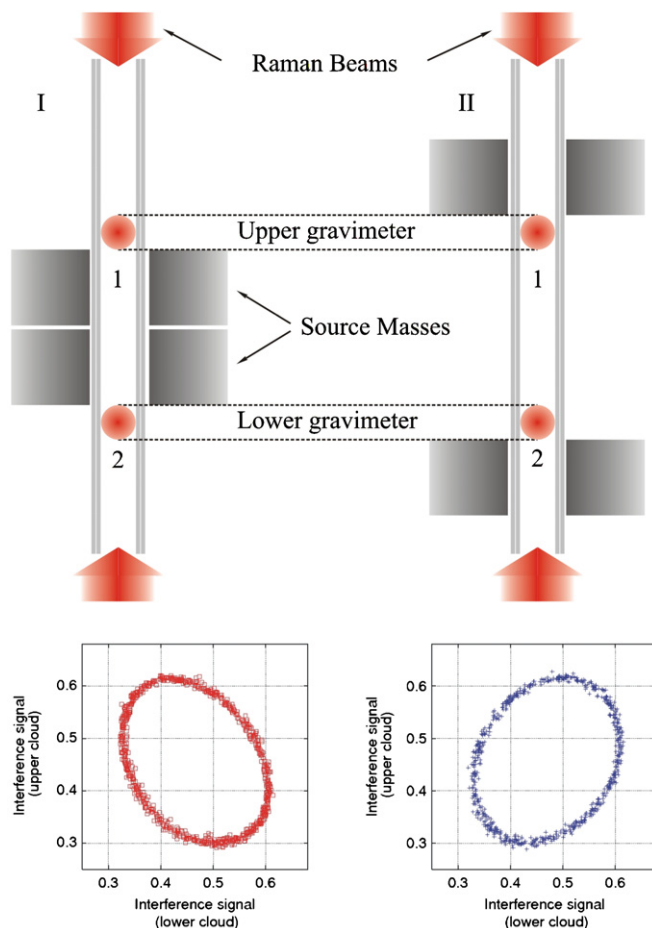 Raman Beams
I
II
Upper gravimeter
1
1
Source Masses
Lower gravimeter
2
2
Interference signal
(upper cloud)
0.6
0.5
0.4
0.3
0.3 0.4 0.5 0.6
Interference signal
(lower cloud)
Interference signal
(upper cloud)
0.6
0.5
0.4
0.3
0.3 0.4 0.5 0.6
Interference signal
(lower cloud)